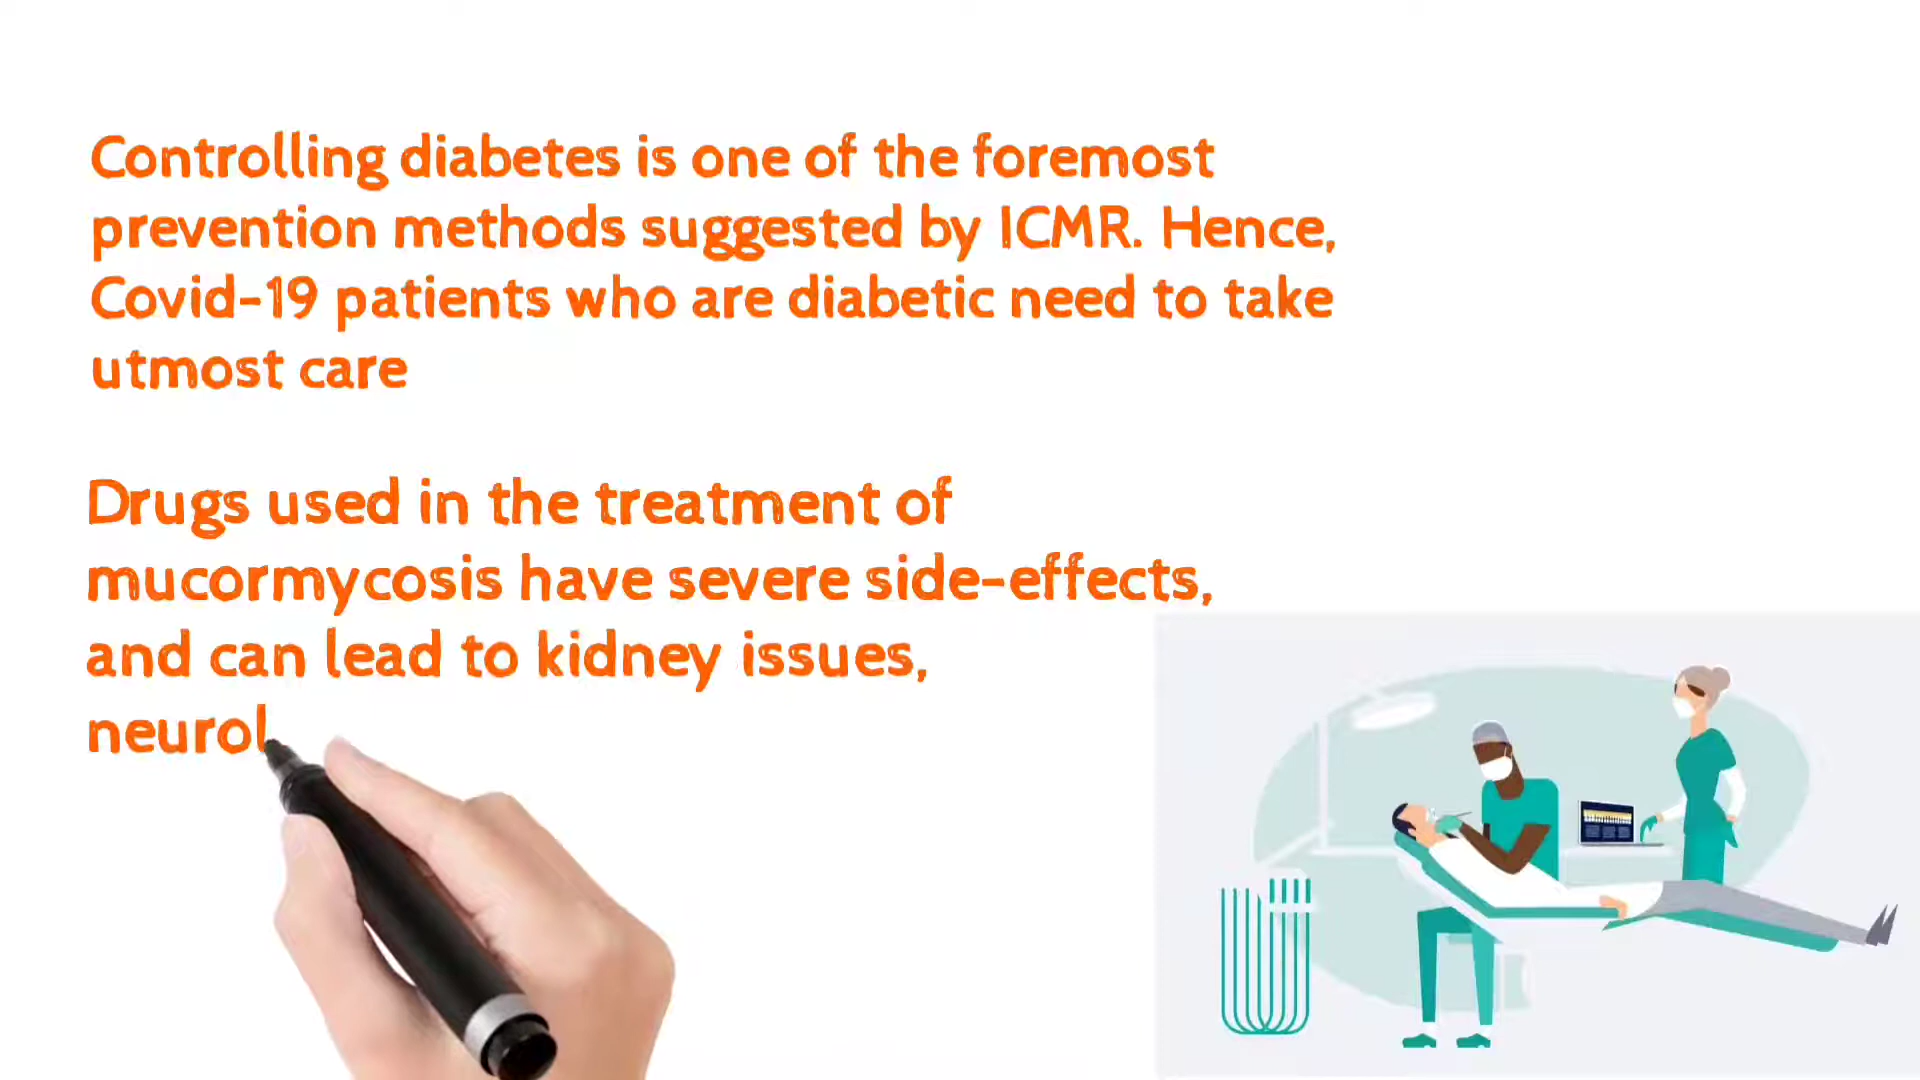 Controlling diabetes is one of the foremost
prevention methods suggested by ICMR. Hence,
Covid-19 patients who are diabetic need to take
utmost care
Drugs used in the treatment of
mucormycosis have severe side-effects,
and can lead to kidney issues,
neurol